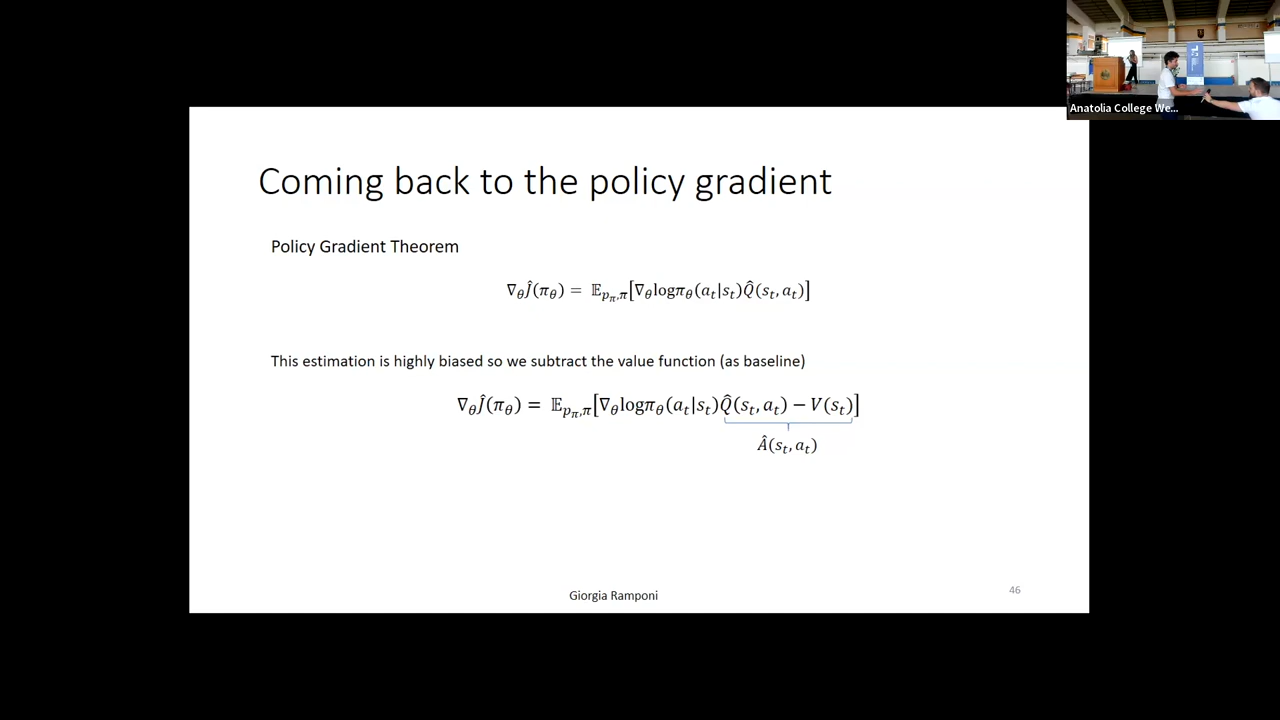 Anatolia College We...
Coming back to the policy gradient
Policy Gradient Theorem
∇θĴ(πθ) = 𝔼pπ,π[∇θlogπθ(at|st)Q̂(st, at)]
This estimation is highly biased so we subtract the value function (as baseline)
∇θĴ(πθ) = 𝔼pπ,π[∇θlogπθ(at|st)Q̂(st, at) − V(st)]
Â(st, at)
Giorgia Ramponi
46